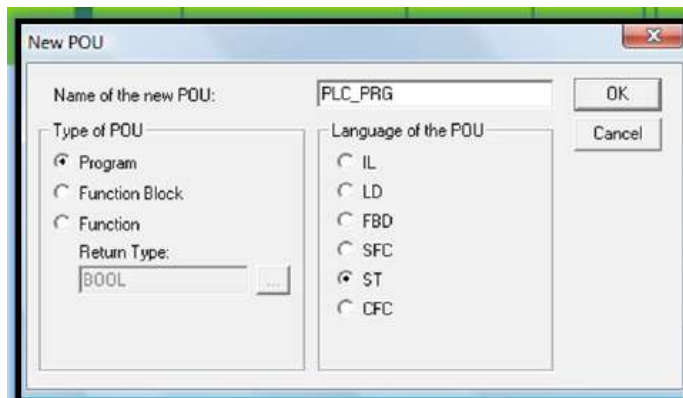 New POU
Name of the new POU:
PLC_PRG
OK
Cancel
Type of POU
Program
Function Block
Function
Return Type:
BOOL
...
Language of the POU
IL
LD
FBD
SFC
ST
CFC